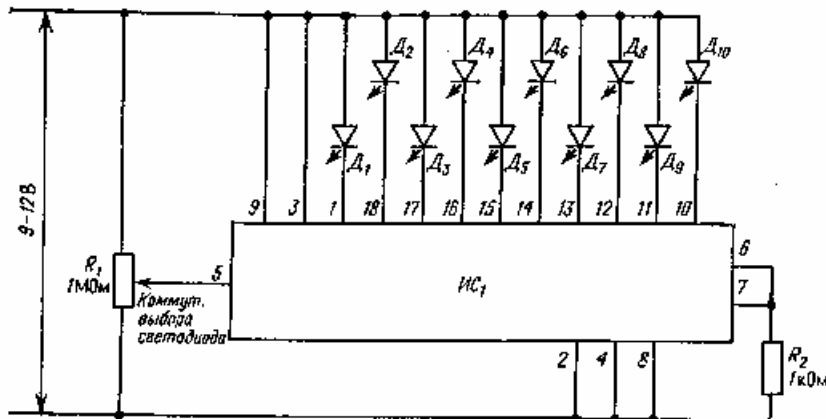 Д2
Д4
Д6
Д8
Д10
Д1
Д3
Д5
Д7
Д9
9–12В
9
3
1
18
17
16
15
14
13
12
11
10
R1
1МОм
5
Коммут.
выбора
светодиода
ИС1
6
7
2
4
8
R2
1кОм